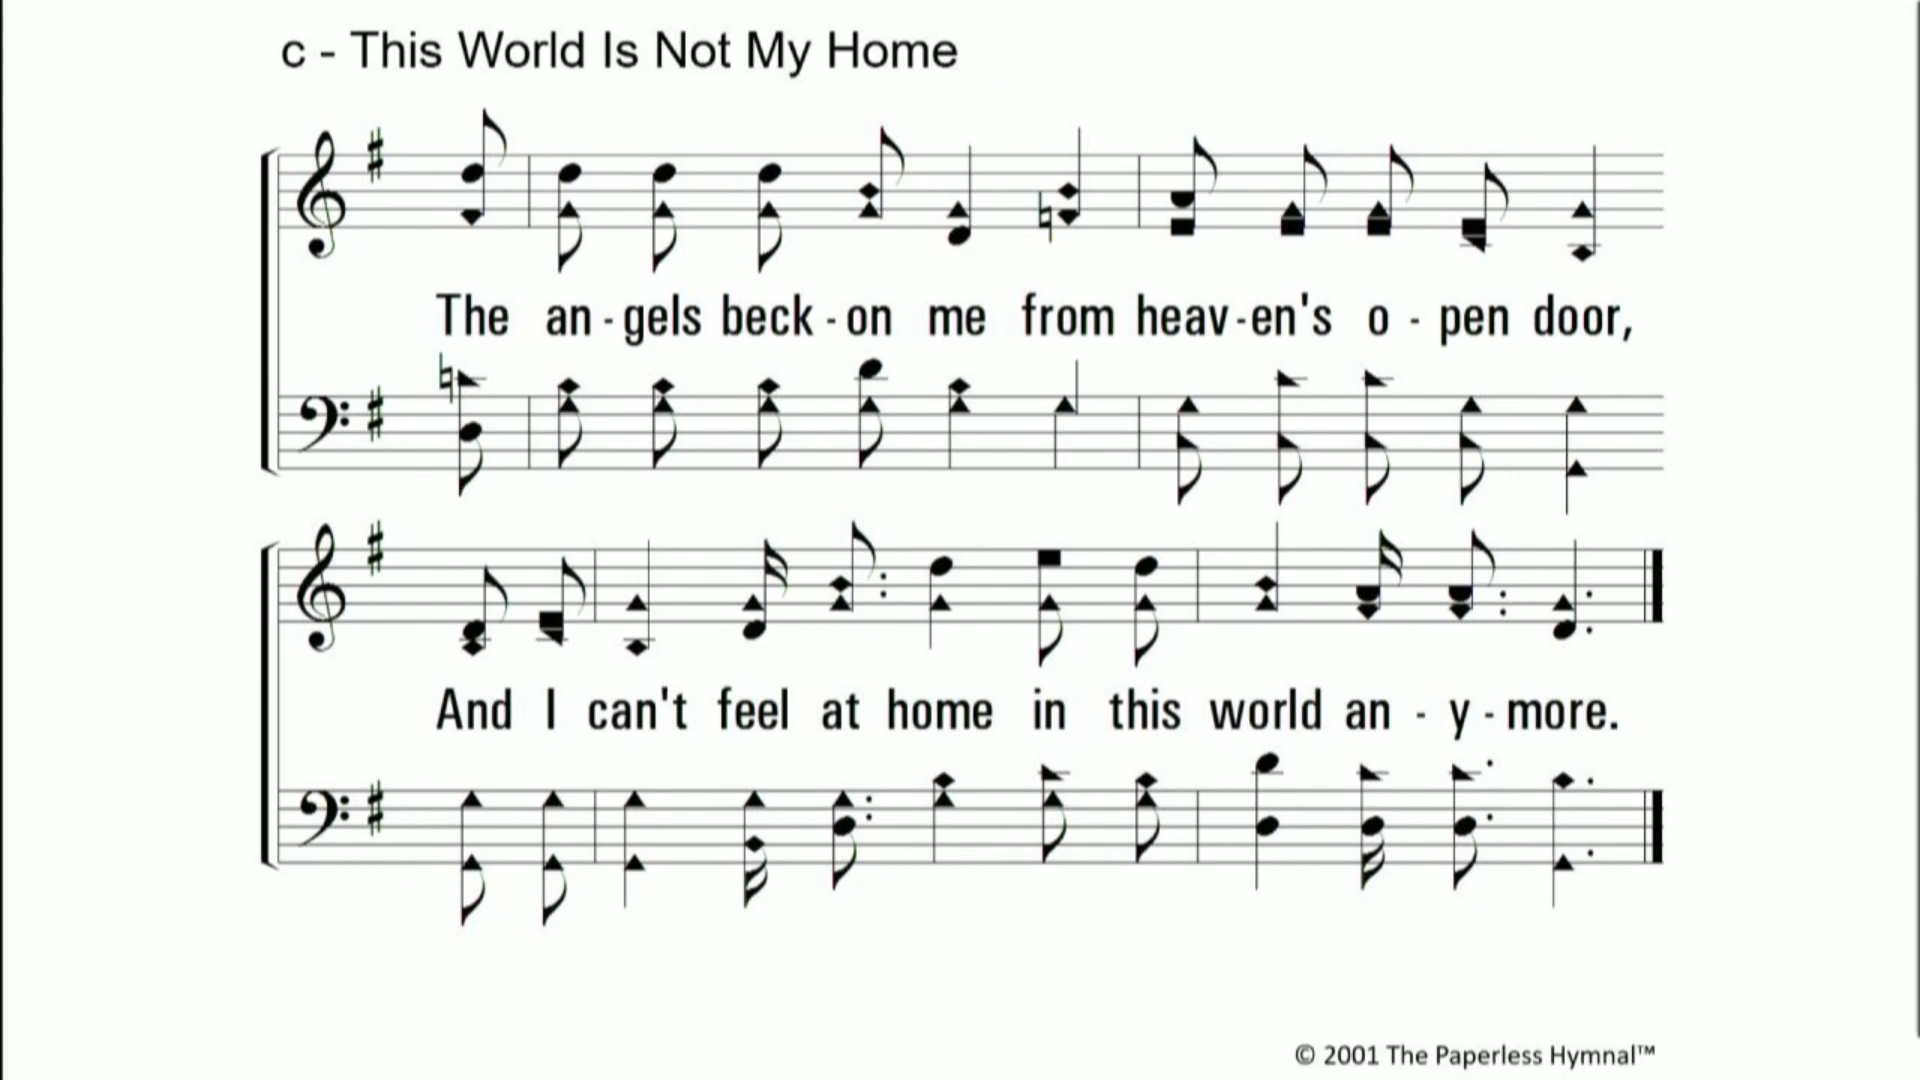 c - This World Is Not My Home
The an - gels beck - on me from heav - en's o - pen door,
And I can't feel at home in this world an - y - more.
© 2001 The Paperless Hymnal™